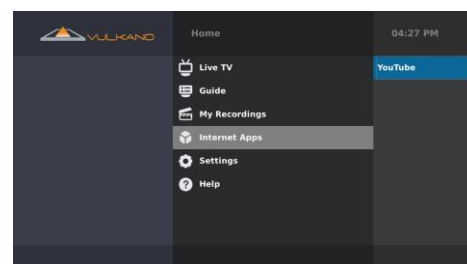 VULKANO
Home
04:27 PM
Live TV
YouTube
Guide
My Recordings
Internet Apps
Settings
Help